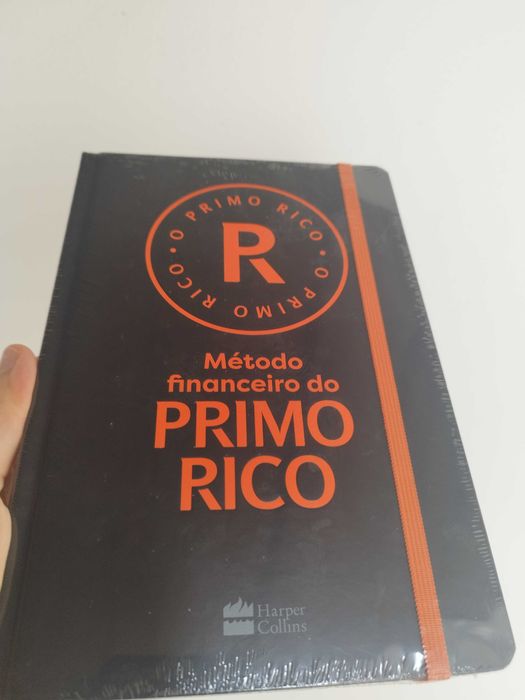 O PRIMO RICO • O PRIMO RICO •
R
Método
financeiro do
PRIMO
RICO
Harper
Collins